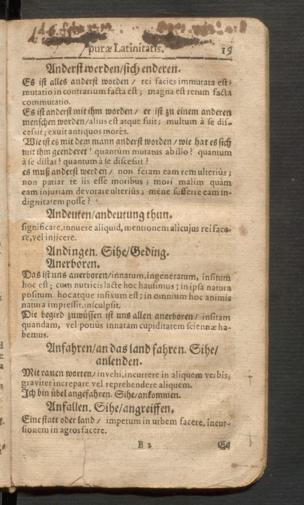 puræ Latinitatis. 15
Anderst werden/sich enderen.
Es ist alles anderst worden / rei facies immutata est;
mutatio in contrarium facta est; magna est rerum facta
commutatio.
Es ist anderst mit ihm worden / er ist zu einem anderen
menschen worden/alius est atque fuit; multum à se dis-
cessit; exuit antiquos mores.
Wie ist es mit dem mann anderst worden / wie hat es sich
mit ihm geenderet? quantùm mutatus ab illo? quantum
à se distat? quantum à se discessit?
es muß anderst werden / non feram eam rem ulteriùs;
non patiar te iis esse moribus; mori malim quàm
eam injuriam devorare ulteriùs; mene sufferre eam in-
dignitatem posse?
Andeuten/andeutung thun.
significare, innuere aliquid, mentionem alicujus rei face-
re, vel injicere.
Andingen. Sihe/Geding.
Anerboren.
Das ist uns anerboren/innatum, ingeneratum, insitum
hoc est; cum nutricis lacte hoc hausimus; in ipsa natura
positum hoc atque infixum est; in omnium hoc animis
natura impressit, insculpsit.
Die begird zuwüssen ist uns allen anerboren / insitam
quandam, vel potiùs innatam cupiditatem scientiæ ha-
bemus.
Anfahren/an das land fahren. Sihe/
anlenden.
Mit rauen worten/invehi, incurrere in aliquem verbis;
graviter increpare vel reprehendere aliquem.
Ich bin übel angefahren. Sihe/ankommen.
Anfallen. Sihe/angreiffen.
Eine statt oder land / impetum in urbem facere, incur-
sionem in agros facere.
B 2